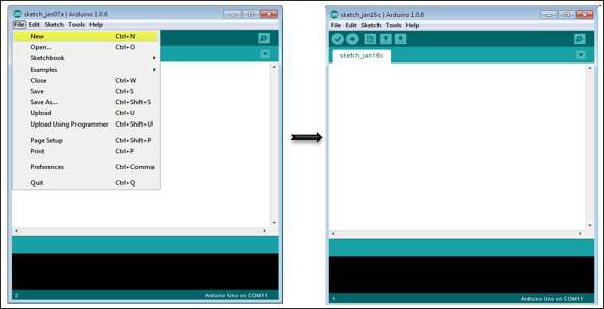 sketch_jan07a | Arduino 1.0.6
File Edit Sketch Tools Help
New Ctrl+N
Open... Ctrl+O
Sketchbook
Examples
Close Ctrl+W
Save Ctrl+S
Save As... Ctrl+Shift+S
Upload Ctrl+U
Upload Using Programmer Ctrl+Shift+U
Page Setup Ctrl+Shift+P
Print Ctrl+P
Preferences Ctrl+Comma
Quit Ctrl+Q
2 Arduino Uno on COM11
sketch_jan16c | Arduino 1.0.6
File Edit Sketch Tools Help
sketch_jan16c
1 Arduino Uno on COM11